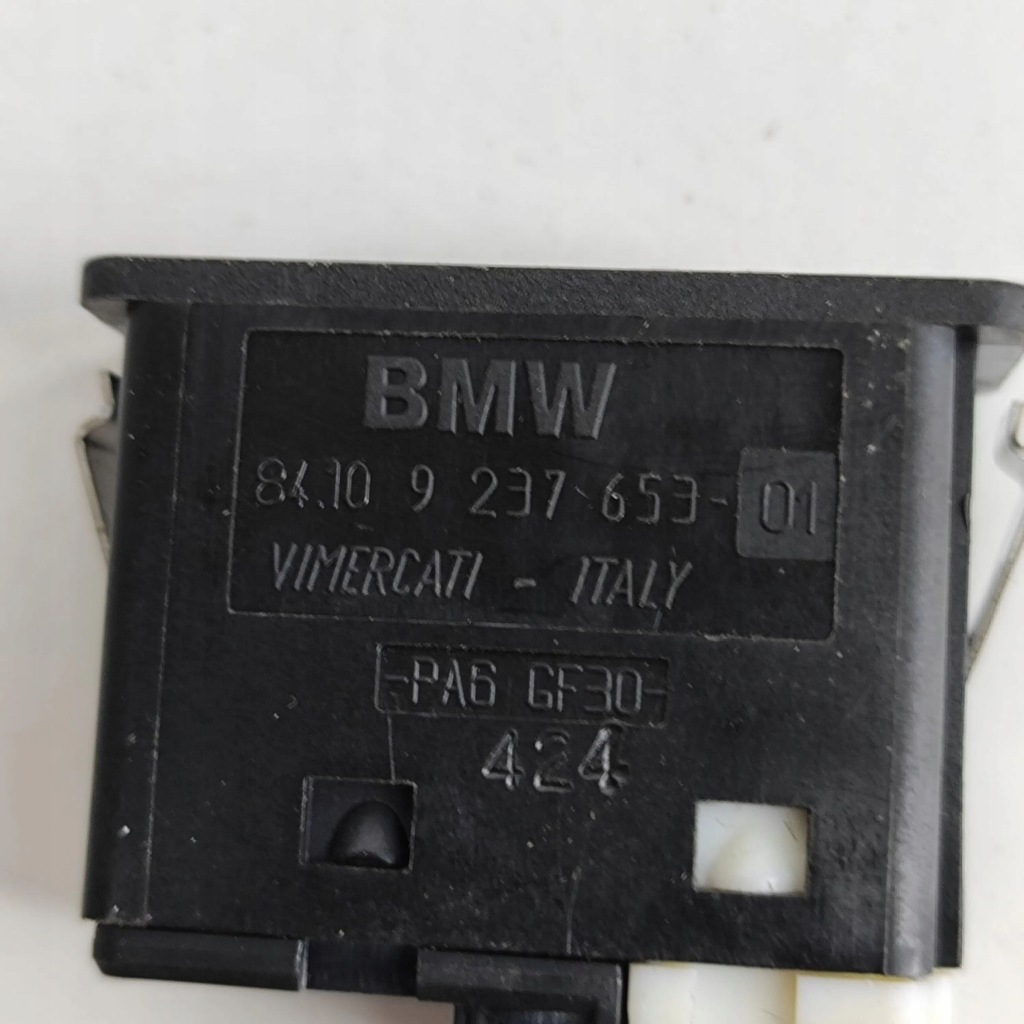 BMW
84.10 9 237 653-01
VIMERCATI - ITALY
-PA6 GF30-
424